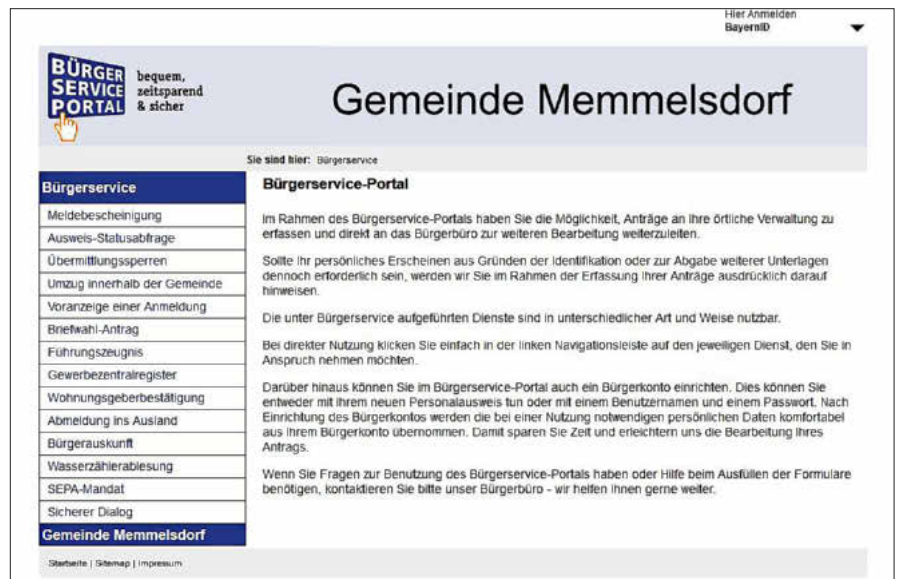 Hier Anmelden
BayernID
BÜRGER
SERVICE
PORTAL
bequem,
zeitsparend
& sicher
Gemeinde Memmelsdorf
Sie sind hier: Bürgerservice
Bürgerservice
Meldebescheinigung
Ausweis-Statusabfrage
Übermittlungssperren
Umzug innerhalb der Gemeinde
Voranzeige einer Anmeldung
Briefwahl-Antrag
Führungszeugnis
Gewerbezentralregister
Wohnungsgeberbestätigung
Abmeldung ins Ausland
Bürgerauskunft
Wasserzählerablesung
SEPA-Mandat
Sicherer Dialog
Gemeinde Memmelsdorf
Bürgerservice-Portal
Im Rahmen des Bürgerservice-Portals haben Sie die Möglichkeit, Anträge an Ihre örtliche Verwaltung zu
erfassen und direkt an das Bürgerbüro zur weiteren Bearbeitung weiterzuleiten.
Sollte Ihr persönliches Erscheinen aus Gründen der Identifikation oder zur Abgabe weiterer Unterlagen
dennoch erforderlich sein, werden wir Sie im Rahmen der Erfassung Ihrer Anträge ausdrücklich darauf
hinweisen.
Die unter Bürgerservice aufgeführten Dienste sind in unterschiedlicher Art und Weise nutzbar.
Bei direkter Nutzung klicken Sie einfach in der linken Navigationsleiste auf den jeweiligen Dienst, den Sie in
Anspruch nehmen möchten.
Darüber hinaus können Sie im Bürgerservice-Portal auch ein Bürgerkonto einrichten. Dies können Sie
entweder mit Ihrem neuen Personalausweis tun oder mit einem Benutzernamen und einem Passwort. Nach
Einrichtung des Bürgerkontos werden die bei einer Nutzung notwendigen persönlichen Daten komfortabel
aus Ihrem Bürgerkonto übernommen. Damit sparen Sie Zeit und erleichtern uns die Bearbeitung Ihres
Antrags.
Wenn Sie Fragen zur Benutzung des Bürgerservice-Portals haben oder Hilfe beim Ausfüllen der Formulare
benötigen, kontaktieren Sie bitte unser Bürgerbüro - wir helfen Ihnen gerne weiter.
Startseite | Sitemap | Impressum